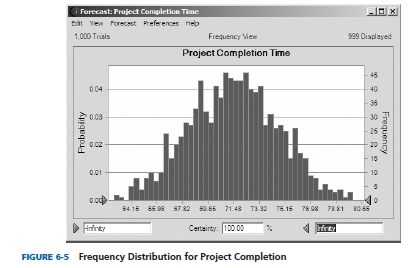 Forecast: Project Completion Time
Edit View Forecast Preferences Help
1,000 Trials Frequency View 999 Displayed
Project Completion Time
Probability
0.04
0.03
0.02
0.01
0.00
45
40
35
30
25
20
15
10
5
0
Frequency
64.16 65.98 67.82 69.65 71.48 73.32 75.15 76.98 78.81 80.65
-Infinity Certainty: 100.00 % Infinity
FIGURE 6-5 Frequency Distribution for Project Completion